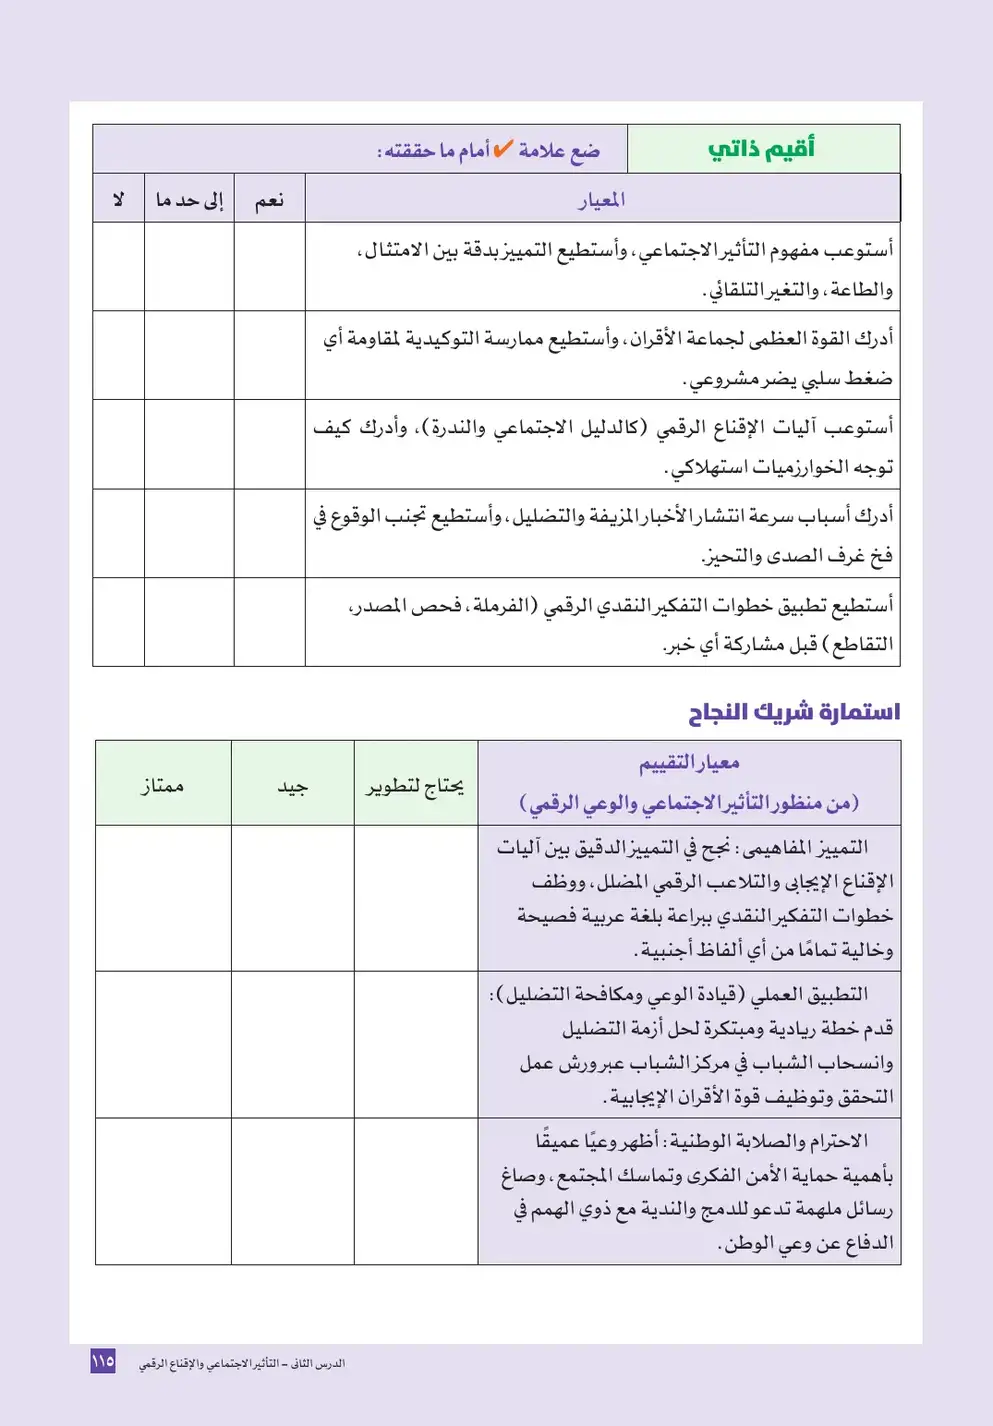 أقيم ذاتي
ضع علامة ✔ أمام ما حققته:
المعيار
نعم
إلى حد ما
لا
أستوعب مفهوم التأثير الاجتماعي، وأستطيع التمييز بدقة بين الامتثال،
والطاعة، والتغير التلقائي.
أدرك القوة العظمى لجماعة الأقران، وأستطيع ممارسة التوكيدية لمقاومة أي
ضغط سلبي يضر مشروعي.
أستوعب آليات الإقناع الرقمي (كالدليل الاجتماعي والندرة)، وأدرك كيف
توجه الخوارزميات استهلاكي.
أدرك أسباب سرعة انتشار الأخبار المزيفة والتضليل، وأستطيع تجنب الوقوع في
فخ غرف الصدى والتحيز.
أستطيع تطبيق خطوات التفكير النقدي الرقمي (الفرملة، فحص المصدر،
التقاطع) قبل مشاركة أي خبر.
استمارة شريك النجاح
معيار التقييم
(من منظور التأثير الاجتماعي والوعي الرقمي)
يحتاج لتطوير
جيد
ممتاز
التمييز المفاهيمى: نجح في التمييز الدقيق بين آليات
الإقناع الإيجابى والتلاعب الرقمي المضلل، ووظف
خطوات التفكير النقدي ببراعة بلغة عربية فصيحة
وخالية تمامًا من أي ألفاظ أجنبية.
التطبيق العملي (قيادة الوعي ومكافحة التضليل):
قدم خطة ريادية ومبتكرة لحل أزمة التضليل
وانسحاب الشباب في مركز الشباب عبر ورش عمل
التحقق وتوظيف قوة الأقران الإيجابية.
الاحترام والصلابة الوطنية: أظهر وعيًا عميقًا
بأهمية حماية الأمن الفكرى وتماسك المجتمع، وصاغ
رسائل ملهمة تدعو للدمج والندية مع ذوي الهمم في
الدفاع عن وعي الوطن.
الدرس الثانى – التأثير الاجتماعي والإقناع الرقمي
١١٥